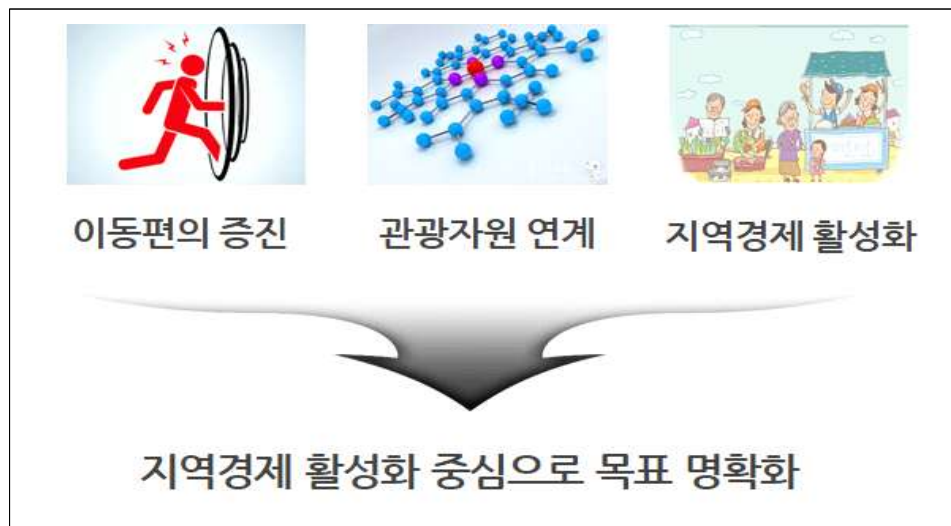 이동편의 증진
관광자원 연계
지역경제 활성화
지역경제 활성화 중심으로 목표 명확화